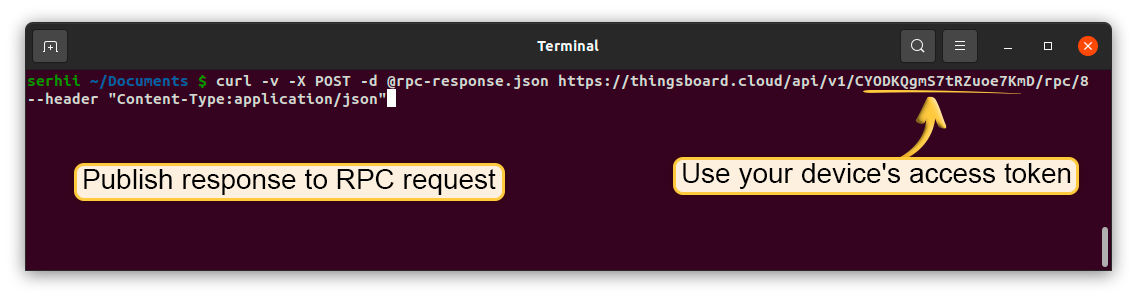 Terminal
serhii ~/Documents $ curl -v -X POST -d @rpc-response.json https://thingsboard.cloud/api/v1/CYODKQgmS7tRZuoe7KmD/rpc/8
--header "Content-Type:application/json"
Publish response to RPC request
Use your device's access token